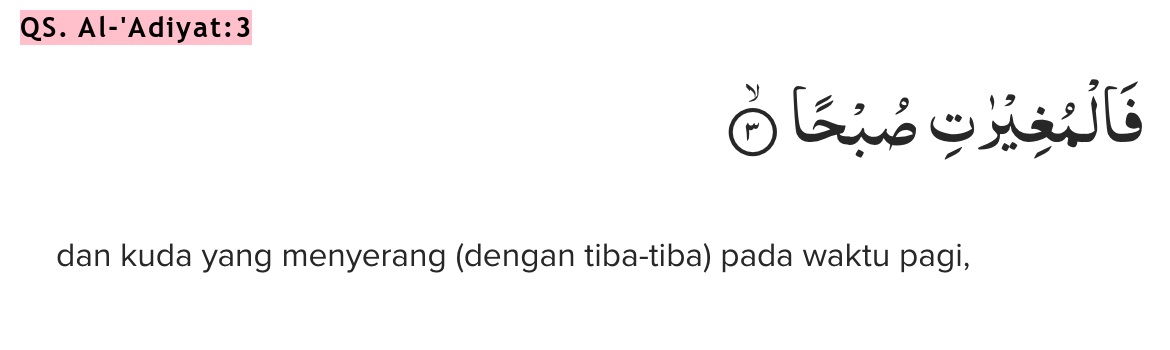 QS. Al-'Adiyat:3
فَالْمُغِيْرٰتِ صُبْحًاۙ ٣
dan kuda yang menyerang (dengan tiba-tiba) pada waktu pagi,